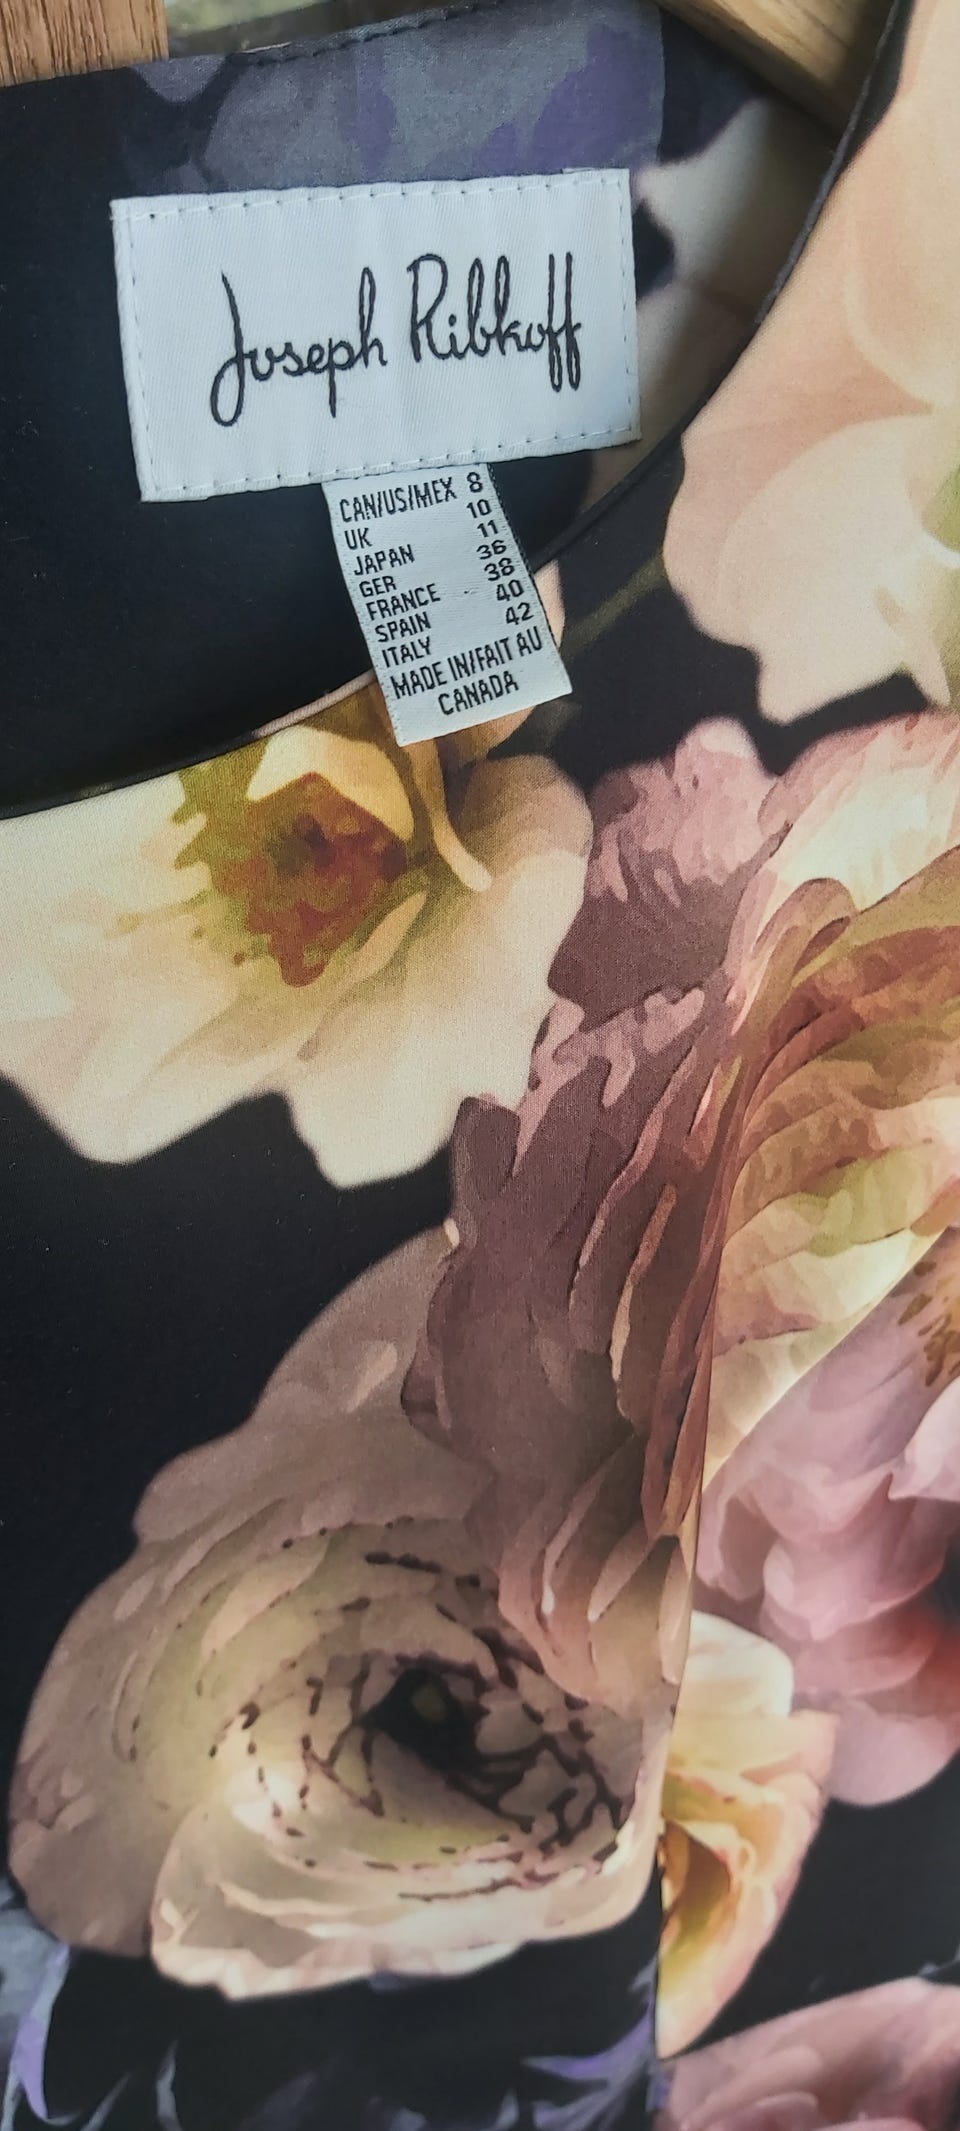 Joseph Ribkoff
CAN/US/MEX 8
UK 10
JAPAN 11
GER 36
FRANCE 38
SPAIN 40
ITALY 42
MADE IN/FAIT AU
CANADA